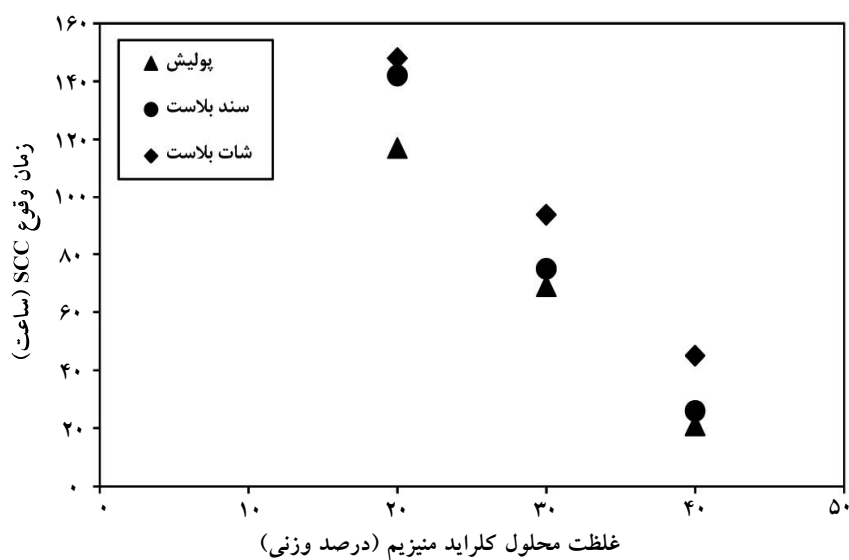 ۱۶۰
۱۴۰
۱۲۰
۱۰۰
۸۰
۶۰
۴۰
۲۰
۰
زمان وقوع SCC (ساعت)
پولیش
سند بلاست
شات بلاست
۰ ۱۰ ۲۰ ۳۰ ۴۰ ۵۰
غلظت محلول کلراید منیزیم (درصد وزنی)